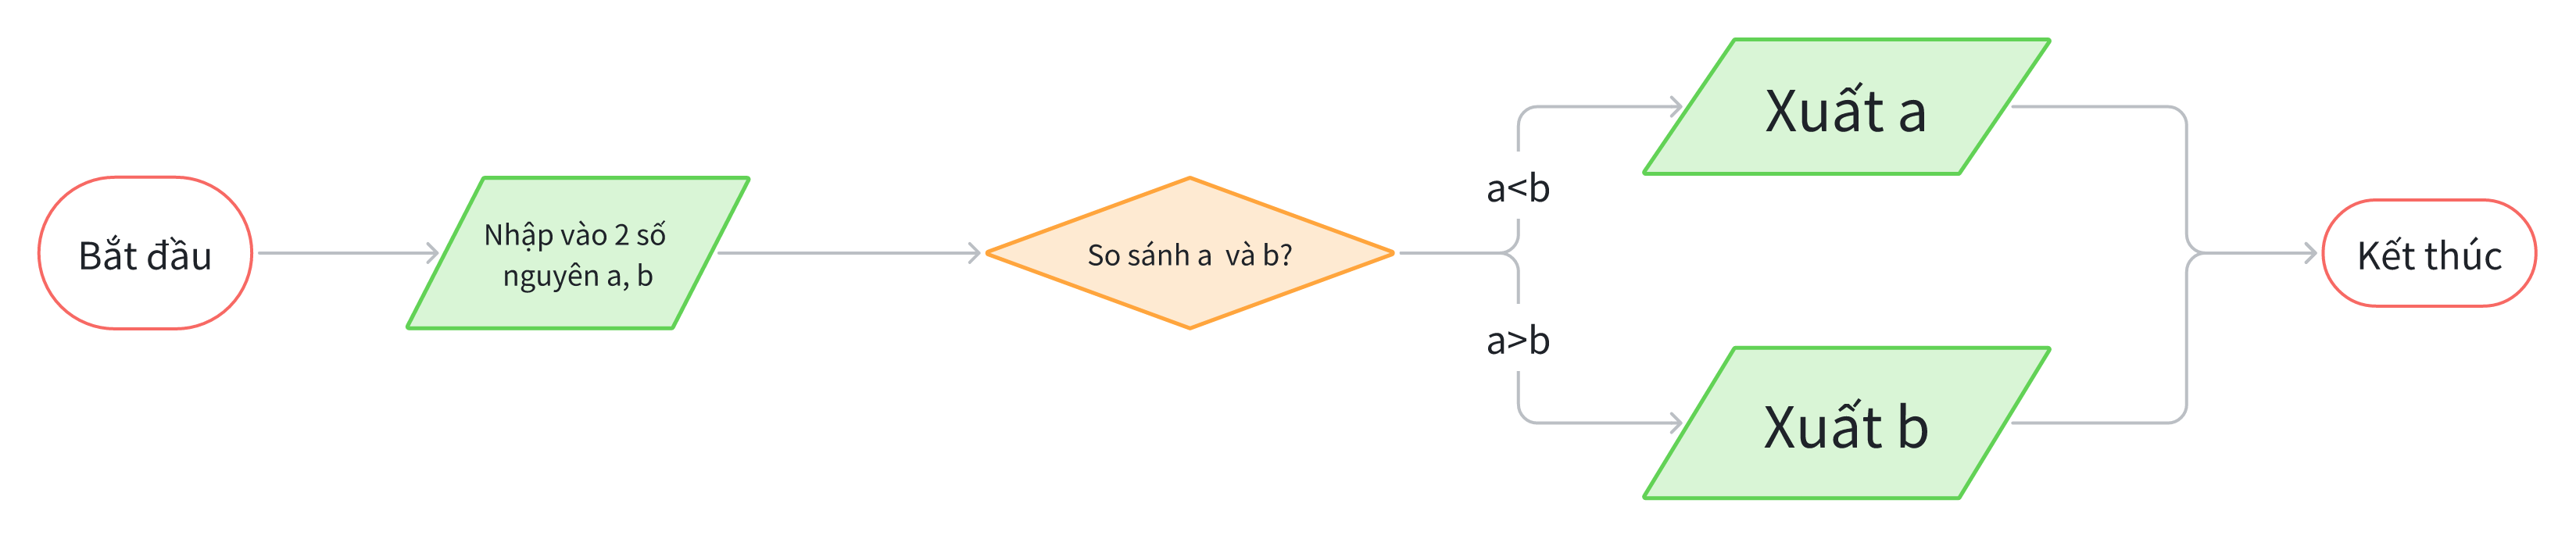 Bắt đầu
Nhập vào 2 số
nguyên a, b
So sánh a  và b?
a<b
a>b
Xuất a
Xuất b
Kết thúc